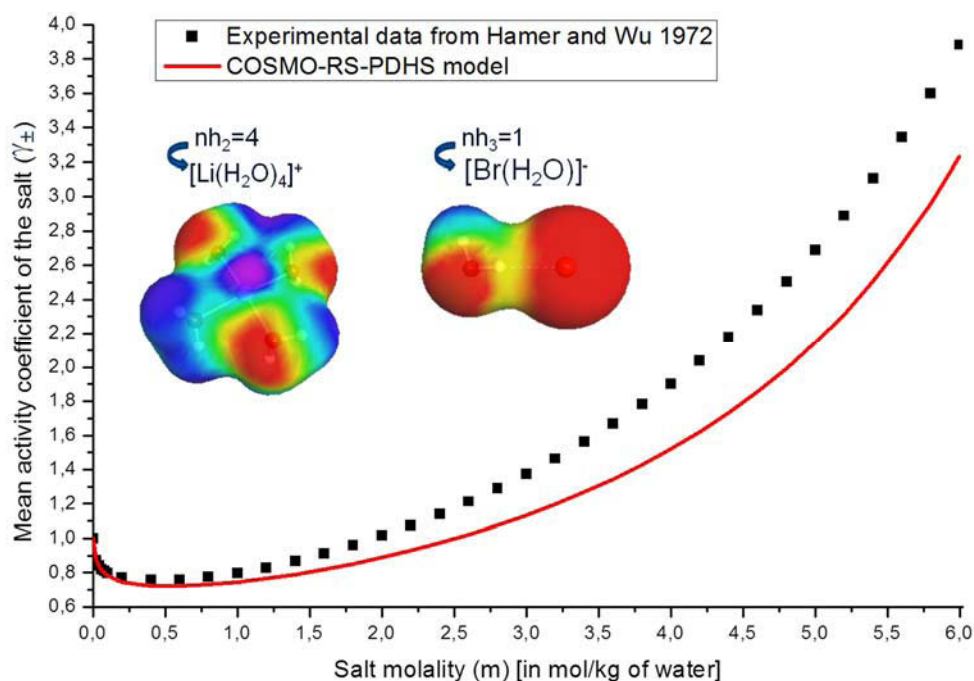 Experimental data from Hamer and Wu 1972
COSMO-RS-PDHS model
nh₂=4
[Li(H₂O)₄]⁺
nh₃=1
[Br(H₂O)]⁻
Mean activity coefficient of the salt (γ±)
4,0
3,8
3,6
3,4
3,2
3,0
2,8
2,6
2,4
2,2
2,0
1,8
1,6
1,4
1,2
1,0
0,8
0,6
0,0 0,5 1,0 1,5 2,0 2,5 3,0 3,5 4,0 4,5 5,0 5,5 6,0
Salt molality (m) [in mol/kg of water]